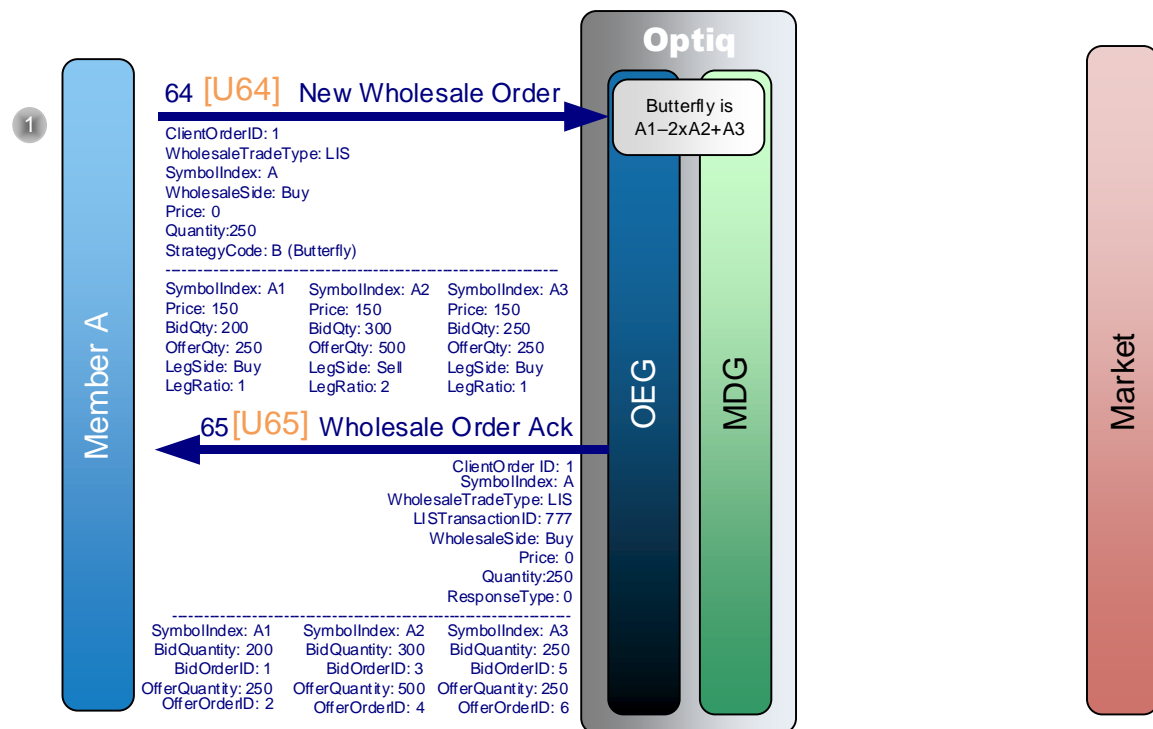 Optiq
1
64 [U64] New Wholesale Order
Butterfly is
A1–2xA2+A3
ClientOrderID: 1
WholesaleTradeType: LIS
SymbolIndex: A
WholesaleSide: Buy
Price: 0
Quantity:250
StrategyCode: B (Butterfly)
----------------------------------------------------------------
SymbolIndex: A1 SymbolIndex: A2 SymbolIndex: A3
Price: 150 Price: 150 Price: 150
BidQty: 200 BidQty: 300 BidQty: 250
OfferQty: 250 OfferQty: 500 OfferQty: 250
LegSide: Buy LegSide: Sell LegSide: Buy
LegRatio: 1 LegRatio: 2 LegRatio: 1
Member A
OEG
MDG
Market
65 [U65] Wholesale Order Ack
ClientOrder ID: 1
SymbolIndex: A
WholesaleTradeType: LIS
LISTransactionID: 777
WholesaleSide: Buy
Price: 0
Quantity:250
ResponseType: 0
----------------------------------------------------------------
SymbolIndex: A1 SymbolIndex: A2 SymbolIndex: A3
BidQuantity: 200 BidQuantity: 300 BidQuantity: 250
BidOrderID: 1 BidOrderID: 3 BidOrderID: 5
OfferQuantity: 250 OfferQuantity: 500 OfferQuantity: 250
OfferOrderID: 2 OfferOrderID: 4 OfferOrderID: 6